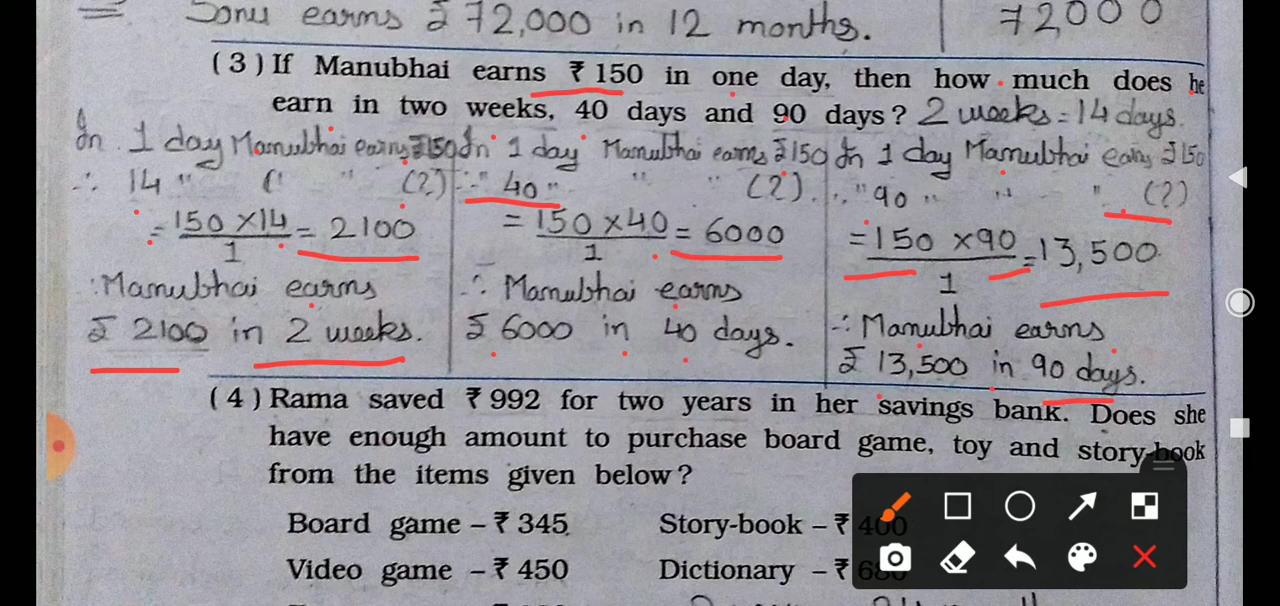 Sonu earns ₹ 72,000 in 12 months.
72000
(3) If Manubhai earns ₹ 150 in one day, then how much does he
earn in two weeks, 40 days and 90 days? 2 weeks = 14 days.
In 1 day Manubhai earns ₹150
∴ 14 " " " (?)
= 150 × 14 = 2100
1
∴ Manubhai earns
₹ 2100 in 2 weeks.
In 1 day Manubhai earns ₹ 150
∴ " 40 " " " (?).
= 150 × 40 = 6000
1
∴ Manubhai earns
₹ 6000 in 40 days.
In 1 day Manubhai earns ₹ 150
∴ " 90 " " " (?)
= 150 × 90 = 13,500
1
∴ Manubhai earns
₹ 13,500 in 90 days.
(4) Rama saved ₹ 992 for two years in her savings bank. Does she
have enough amount to purchase board game, toy and story-book
from the items given below?
Board game – ₹ 345 Story-book – ₹ 400
Video game – ₹ 450 Dictionary – ₹ 680